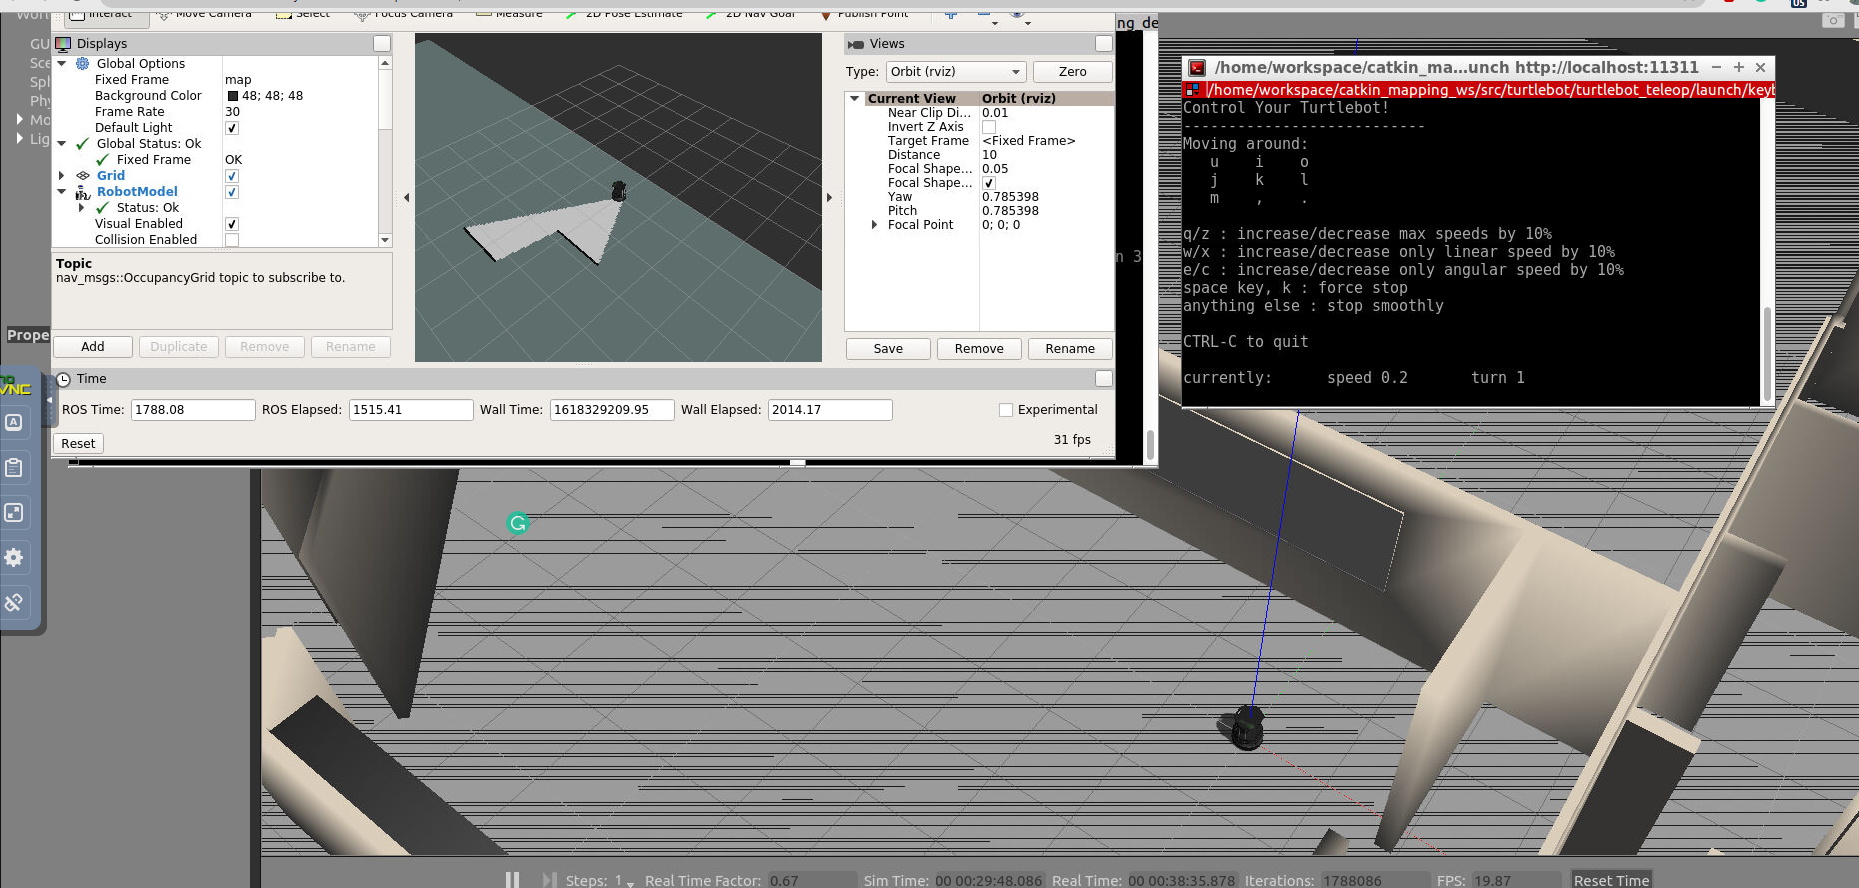 Interact Move Camera Select Focus Camera Measure 2D Pose Estimate 2D Nav Goal Publish Point
Displays
Global Options
Fixed Frame map
Background Color 48; 48; 48
Frame Rate 30
Default Light
Global Status: Ok
Fixed Frame OK
Grid
RobotModel
Status: Ok
Visual Enabled
Collision Enabled
Topic
nav_msgs::OccupancyGrid topic to subscribe to.
Add Duplicate Remove Rename
Views
Type: Orbit (rviz) Zero
Current View Orbit (rviz)
Near Clip Di... 0.01
Invert Z Axis
Target Frame <Fixed Frame>
Distance 10
Focal Shape... 0.05
Focal Shape...
Yaw 0.785398
Pitch 0.785398
Focal Point 0; 0; 0
Save Remove Rename
Time
ROS Time: 1788.08 ROS Elapsed: 1515.41 Wall Time: 1618329209.95 Wall Elapsed: 2014.17 Experimental
Reset 31 fps
ng de
n 3
US
GU
Sce
Sph
Phy
Mo
Lig
Prope
VNC
A
/home/workspace/catkin_ma...unch http://localhost:11311
/home/workspace/catkin_mapping_ws/src/turtlebot/turtlebot_teleop/launch/keyb
Control Your Turtlebot!
---------------------------
Moving around:
u i o
j k l
m , .
q/z : increase/decrease max speeds by 10%
w/x : increase/decrease only linear speed by 10%
e/c : increase/decrease only angular speed by 10%
space key, k : force stop
anything else : stop smoothly
CTRL-C to quit
currently: speed 0.2 turn 1
Steps: 1 Real Time Factor: 0.67 Sim Time: 00 00:29:48.086 Real Time: 00 00:38:35.878 Iterations: 1788086 FPS: 19.87 Reset Time